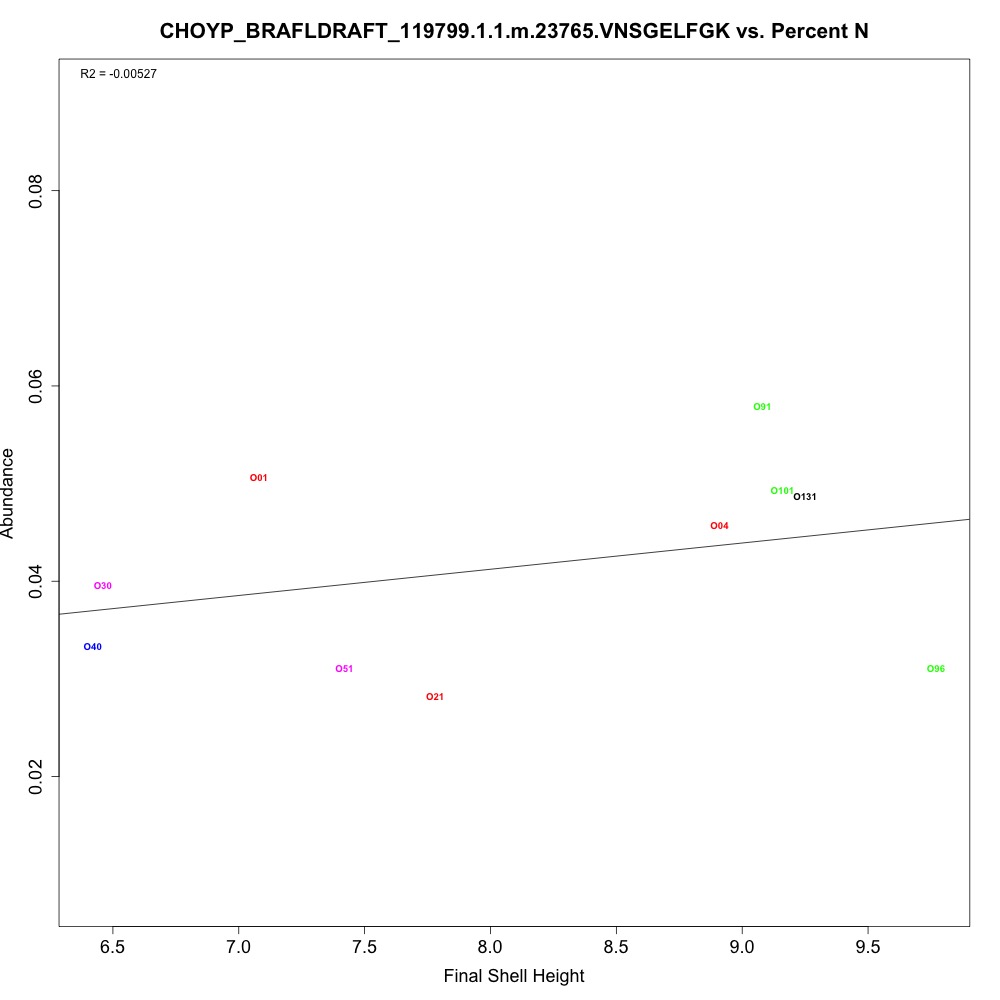 CHOYP_BRAFLDRAFT_119799.1.1.m.23765.VNSGELFGK vs. Percent N
R2 = -0.00527
0.08
0.06
Abundance
0.04
0.02
O91
O01
O101
O131
O04
O30
O40
O51
O96
O21
6.5 7.0 7.5 8.0 8.5 9.0 9.5
Final Shell Height